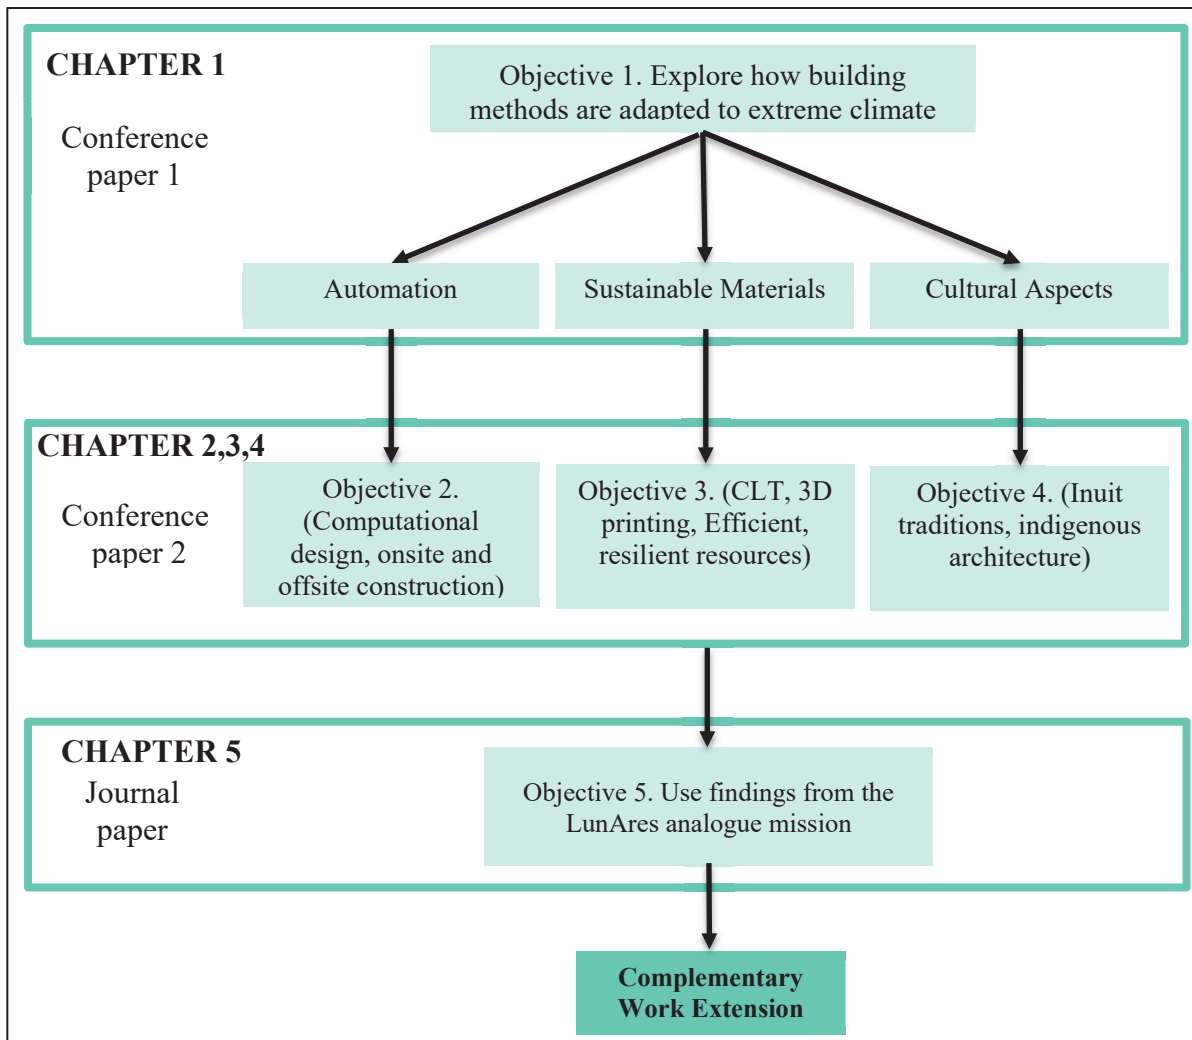 CHAPTER 1
Conference
paper 1
Objective 1. Explore how building
methods are adapted to extreme climate
Automation
Sustainable Materials
Cultural Aspects
CHAPTER 2,3,4
Conference
paper 2
Objective 2.
(Computational
design, onsite and
offsite construction)
Objective 3. (CLT, 3D
printing, Efficient,
resilient resources)
Objective 4. (Inuit
traditions, indigenous
architecture)
CHAPTER 5
Journal
paper
Objective 5. Use findings from the
LunAres analogue mission
Complementary
Work Extension